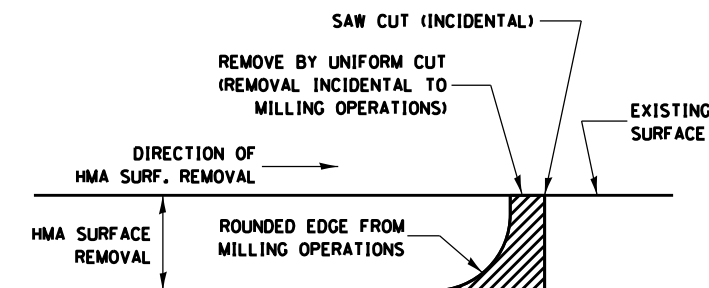 SAW CUT (INCIDENTAL)
REMOVE BY UNIFORM CUT
(REMOVAL INCIDENTAL TO
MILLING OPERATIONS)
EXISTING
SURFACE
DIRECTION OF
HMA SURF. REMOVAL
HMA SURFACE
REMOVAL
ROUNDED EDGE FROM
MILLING OPERATIONS